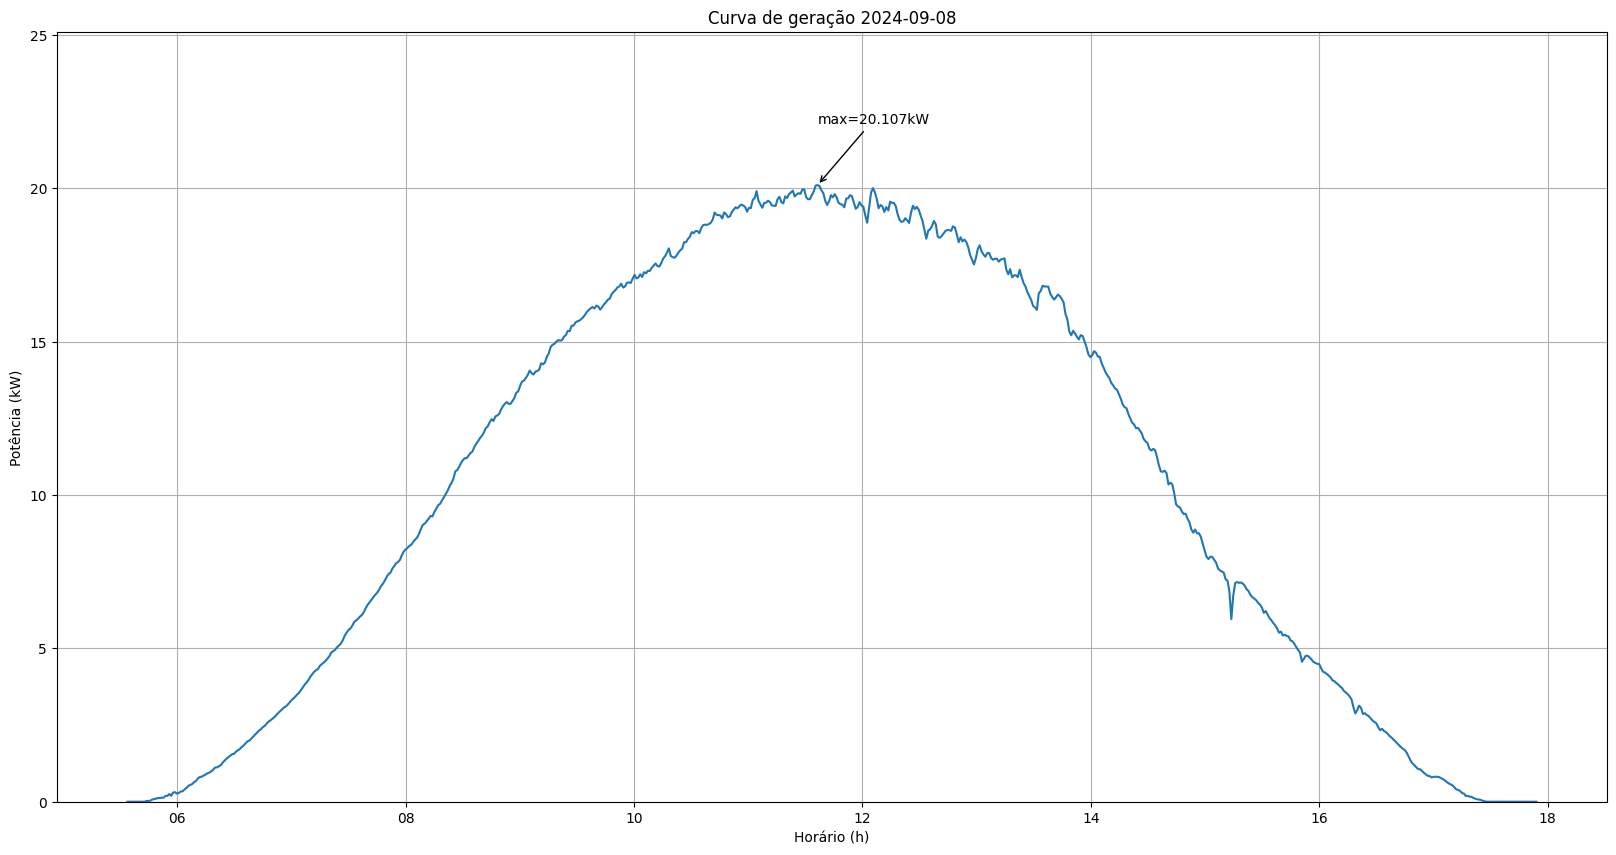 Curva de geração 2024-09-08
25
max=20.107kW
20
15
Potência (kW)
10
5
0
06 08 10 12 14 16 18
Horário (h)